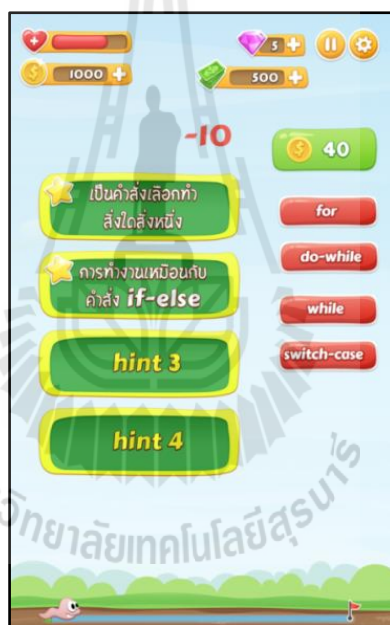 5
1000
500
-10
40
เป็นคำสั่งเลือกทำ
สิ่งใดสิ่งหนึ่ง
for
do-while
การทำงานเหมือนกับ
คำสั่ง if-else
while
switch-case
hint 3
hint 4
วิทยาลัยเทคโนโลยีสุรนาร